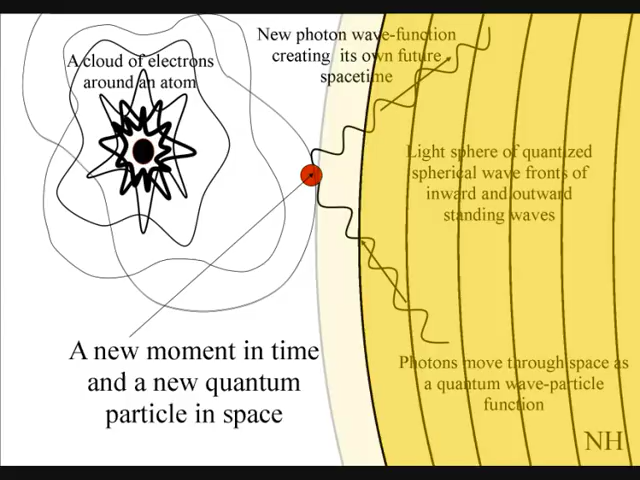 A cloud of electrons
around an atom
New photon wave-function
creating its own future
spacetime
Light sphere of quantized
spherical wave fronts of
inward and outward
standing waves
A new moment in time
and a new quantum
particle in space
Photons move through space as
a quantum wave-particle
function
NH